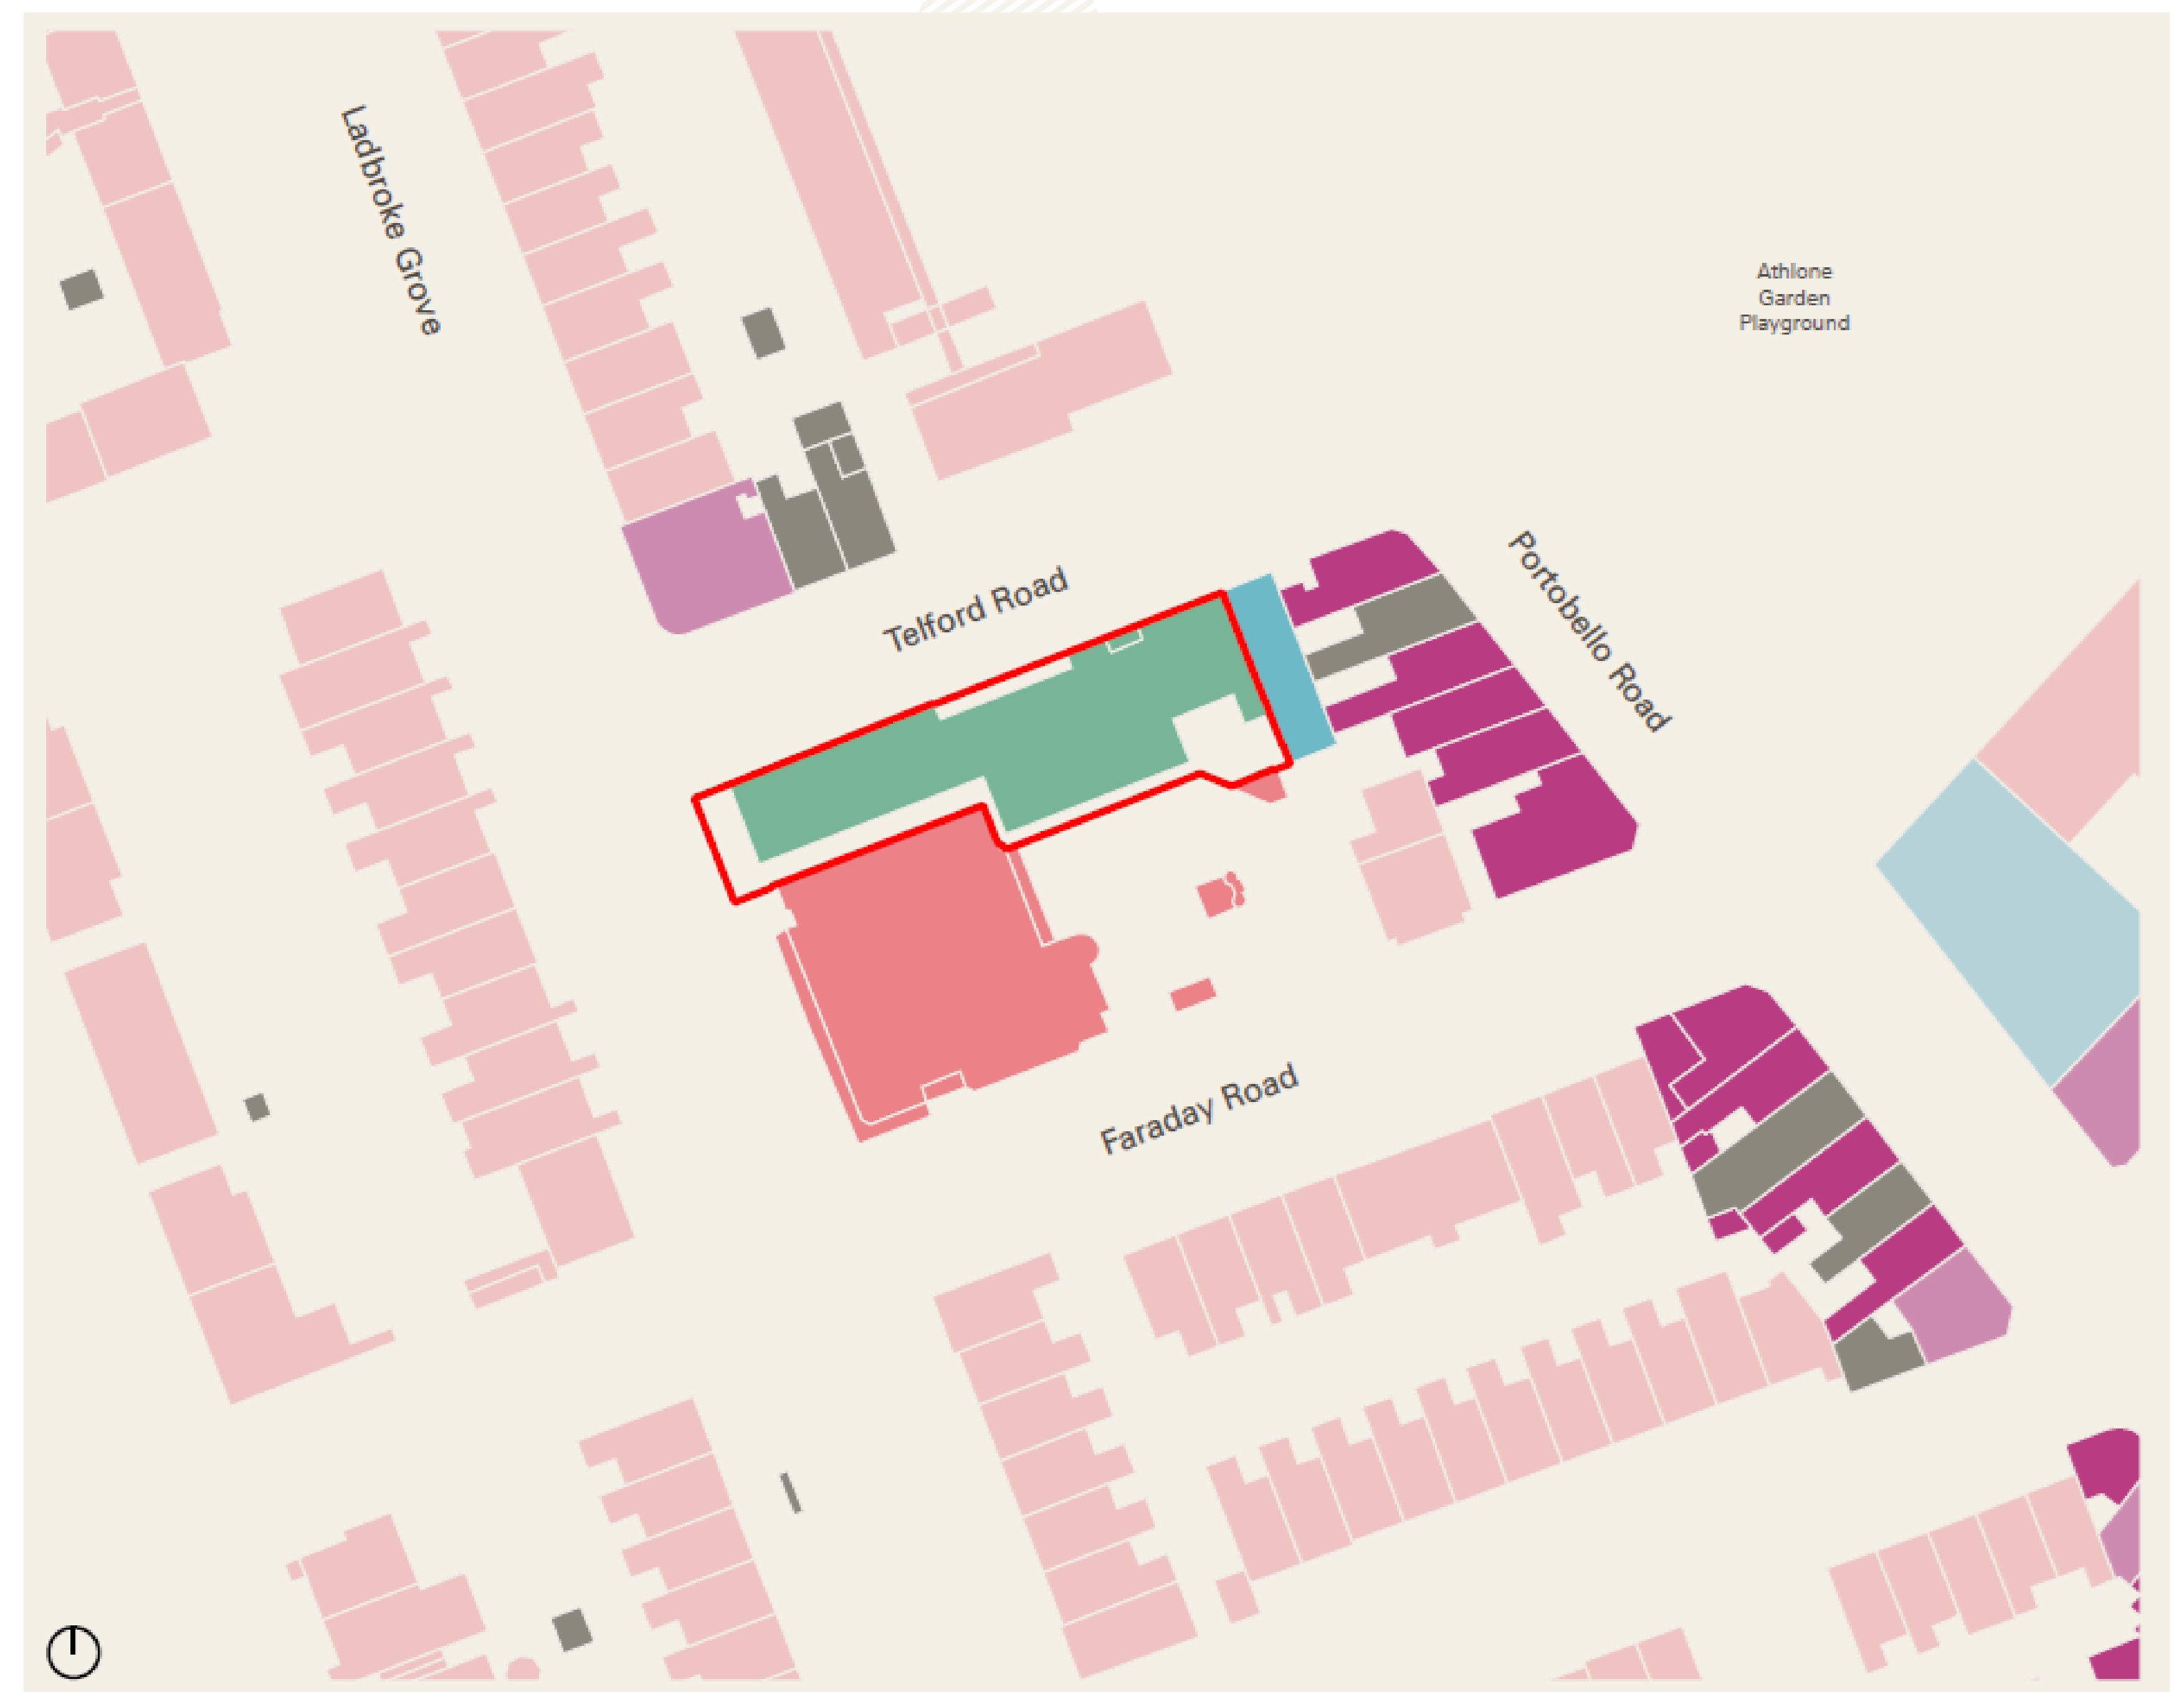 Ladbroke Grove
Athlone
Garden
Playground
Portobello Road
Telford Road
Faraday Road